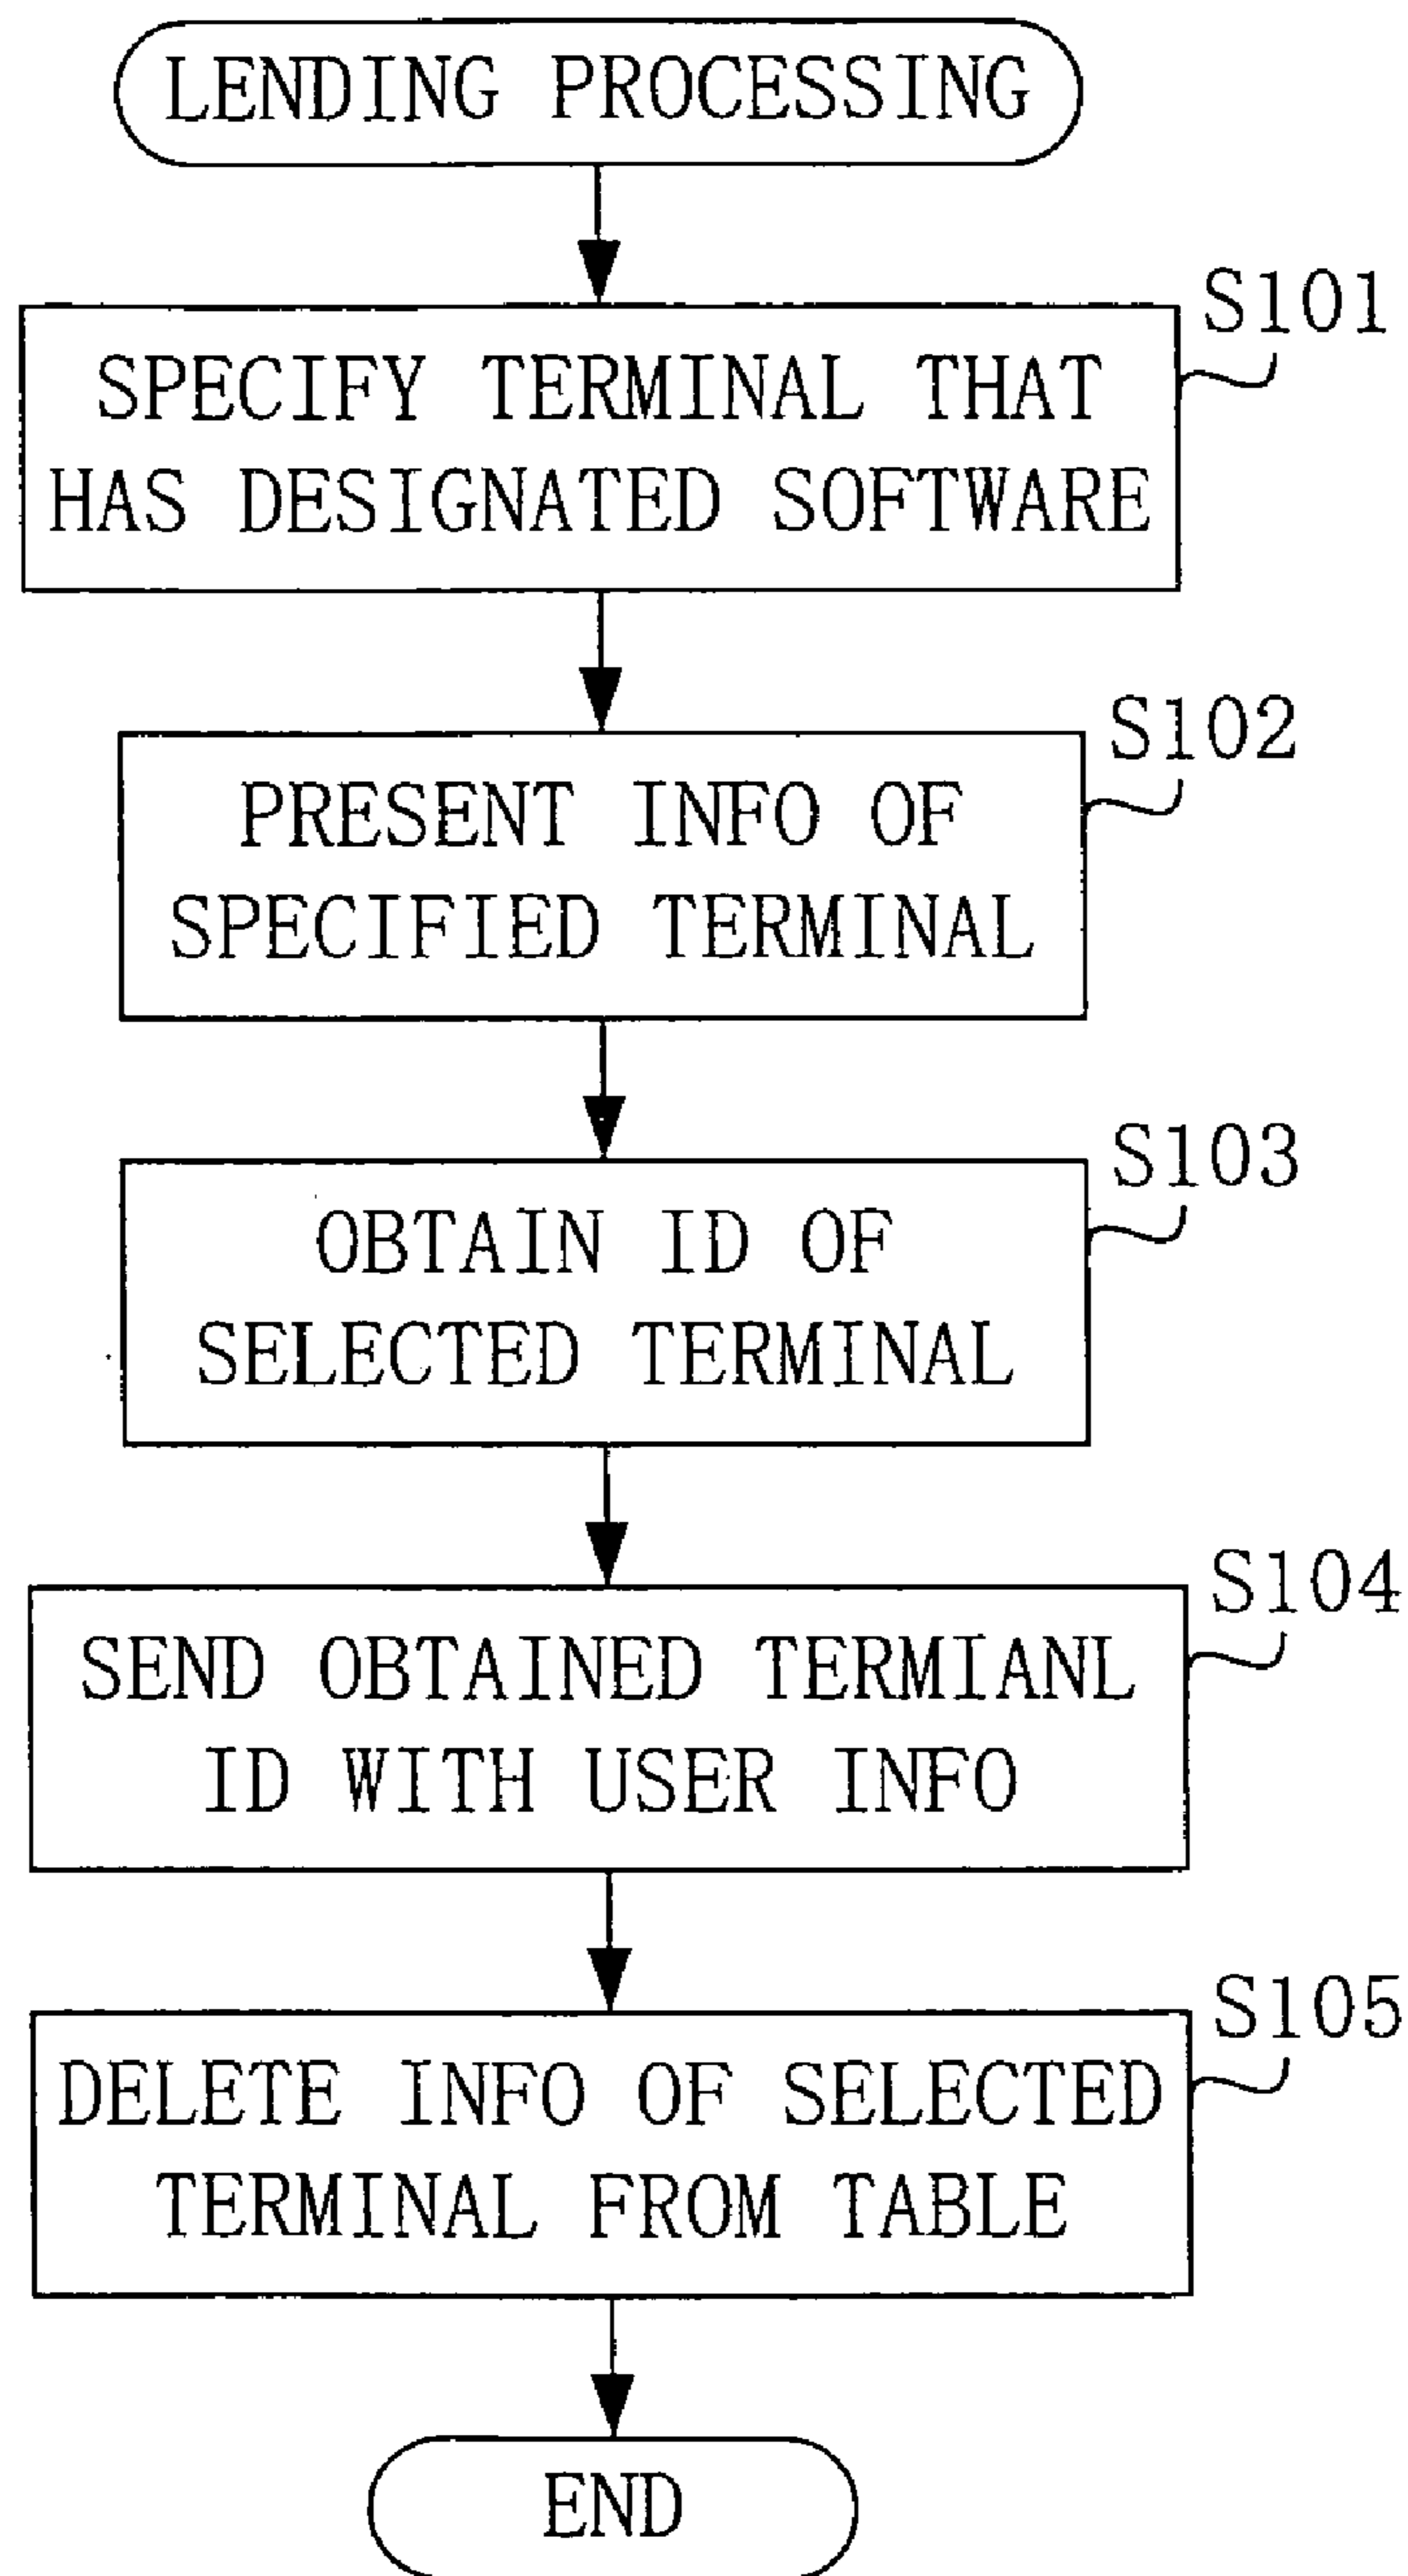 LENDING PROCESSING
S101
SPECIFY TERMINAL THAT
HAS DESIGNATED SOFTWARE
S102
PRESENT INFO OF
SPECIFIED TERMINAL
S103
OBTAIN ID OF
SELECTED TERMINAL
S104
SEND OBTAINED TERMIANL
ID WITH USER INFO
S105
DELETE INFO OF SELECTED
TERMINAL FROM TABLE
END